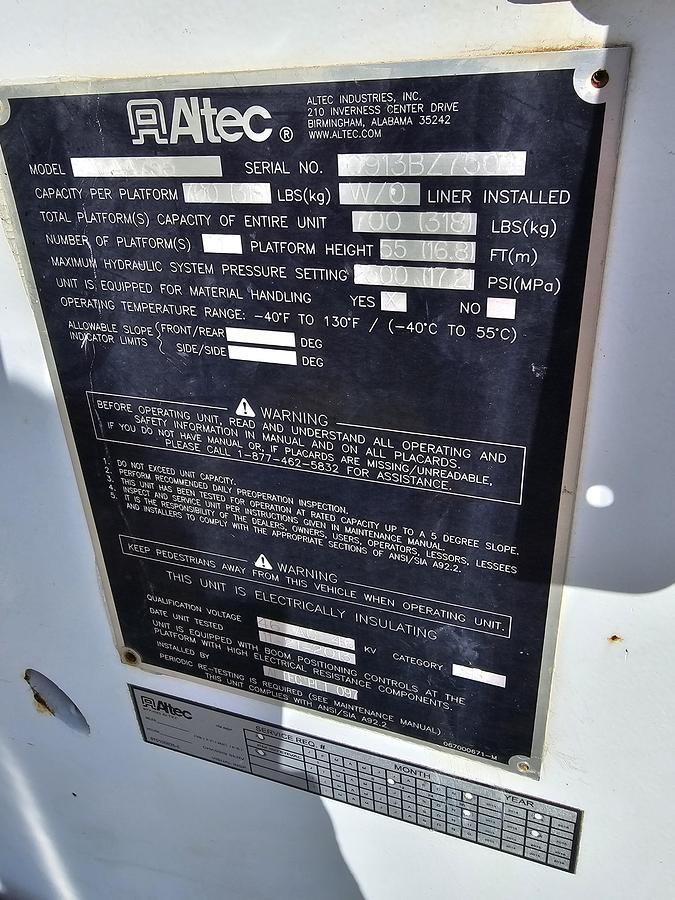 Altec ®
ALTEC INDUSTRIES, INC.
210 INVERNESS CENTER DRIVE
BIRMINGHAM, ALABAMA 35242
WWW.ALTEC.COM
MODEL
SERIAL NO.
CAPACITY PER PLATFORM LBS(kg) W/O LINER INSTALLED
TOTAL PLATFORM(S) CAPACITY OF ENTIRE UNIT 700 (318) LBS(kg)
NUMBER OF PLATFORM(S) 1 PLATFORM HEIGHT 55 (16.8) FT(m)
MAXIMUM HYDRAULIC SYSTEM PRESSURE SETTING PSI(MPa)
UNIT IS EQUIPPED FOR MATERIAL HANDLING YES X NO
OPERATING TEMPERATURE RANGE: -40°F TO 130°F / (-40°C TO 55°C)
ALLOWABLE SLOPE INDICATOR LIMITS
FRONT/REAR DEG
SIDE/SIDE DEG
WARNING
BEFORE OPERATING UNIT, READ AND UNDERSTAND ALL OPERATING AND
SAFETY INFORMATION IN MANUAL AND ON ALL PLACARDS.
IF YOU DO NOT HAVE MANUAL OR, IF PLACARDS ARE MISSING/UNREADABLE,
PLEASE CALL 1-877-462-5832 FOR ASSISTANCE.
1. DO NOT EXCEED UNIT CAPACITY.
2. PERFORM RECOMMENDED DAILY PREOPERATION INSPECTION.
3. THIS UNIT HAS BEEN TESTED FOR OPERATION AT RATED CAPACITY UP TO A 5 DEGREE SLOPE.
4. INSPECT AND SERVICE UNIT PER INSTRUCTIONS GIVEN IN MAINTENANCE MANUAL.
5. IT IS THE RESPONSIBILITY OF THE DEALERS, OWNERS, USERS, OPERATORS, LESSORS, LESSEES
AND INSTALLERS TO COMPLY WITH THE APPROPRIATE SECTIONS OF ANSI/SIA A92.2.
WARNING
KEEP PEDESTRIANS AWAY FROM THIS VEHICLE WHEN OPERATING UNIT.
THIS UNIT IS ELECTRICALLY INSULATING
QUALIFICATION VOLTAGE KV CATEGORY
DATE UNIT TESTED
UNIT IS EQUIPPED WITH BOOM POSITIONING CONTROLS AT THE
PLATFORM WITH HIGH ELECTRICAL RESISTANCE COMPONENTS.
INSTALLED BY
PERIODIC RE-TESTING IS REQUIRED (SEE MAINTENANCE MANUAL)
THIS UNIT COMPLIES WITH ANSI/SIA A92.2.
067000671-M
Altec
SERVICE REQ. #
MONTH
YEAR